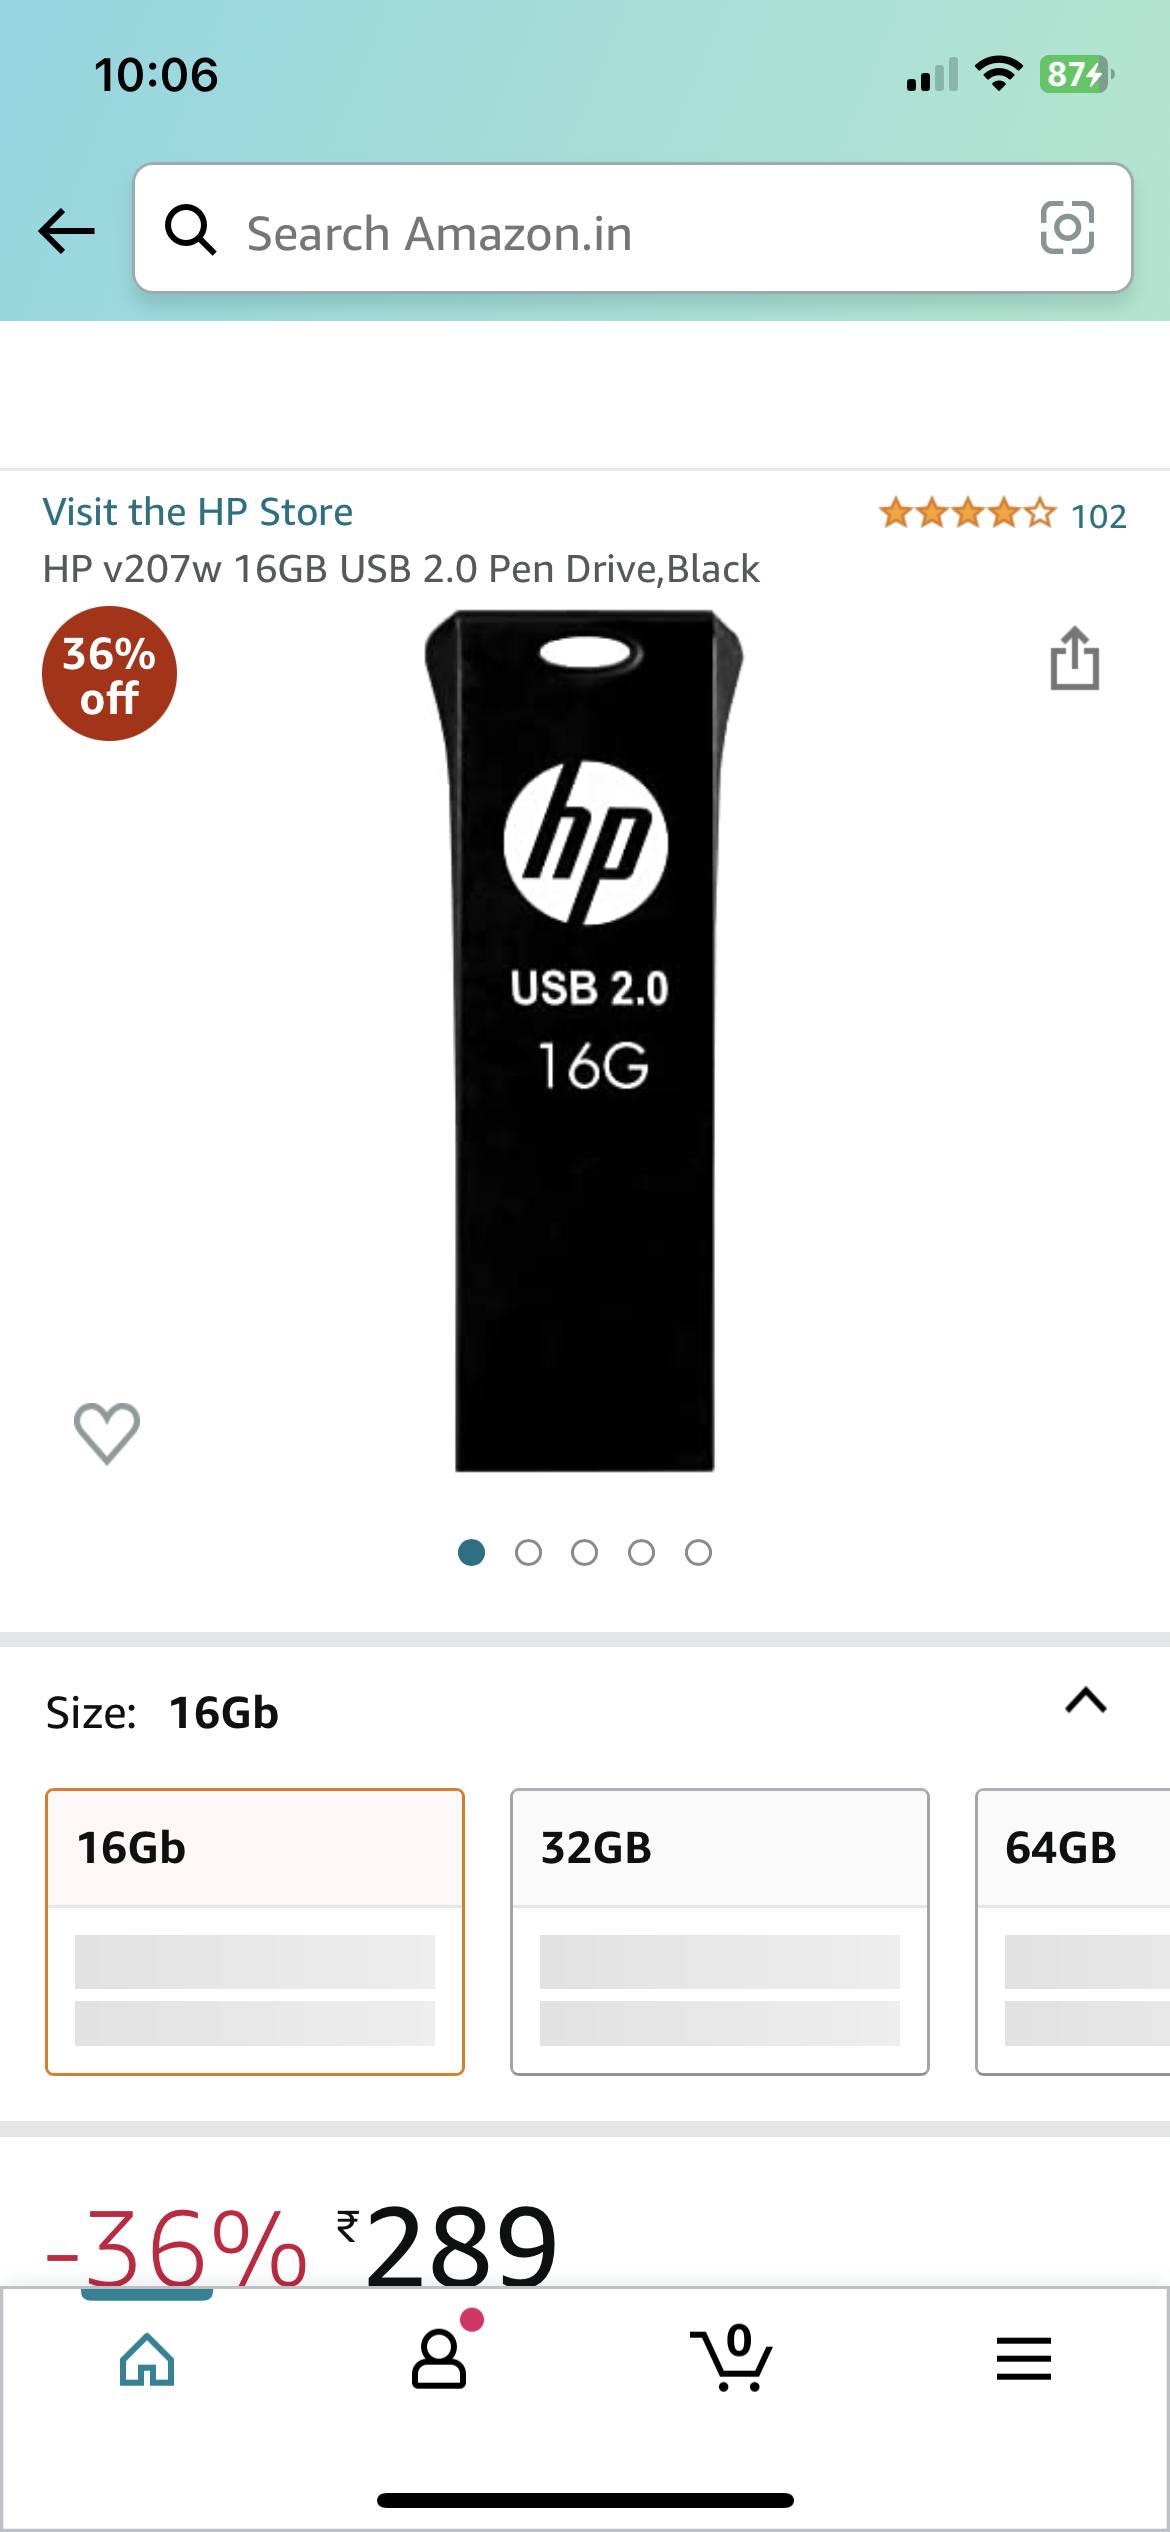 10:06
87
Search Amazon.in
Visit the HP Store
102
HP v207w 16GB USB 2.0 Pen Drive,Black
36%
off
hp
USB 2.0
16G
Size: 16Gb
16Gb
32GB
64GB
-36% ₹289
0